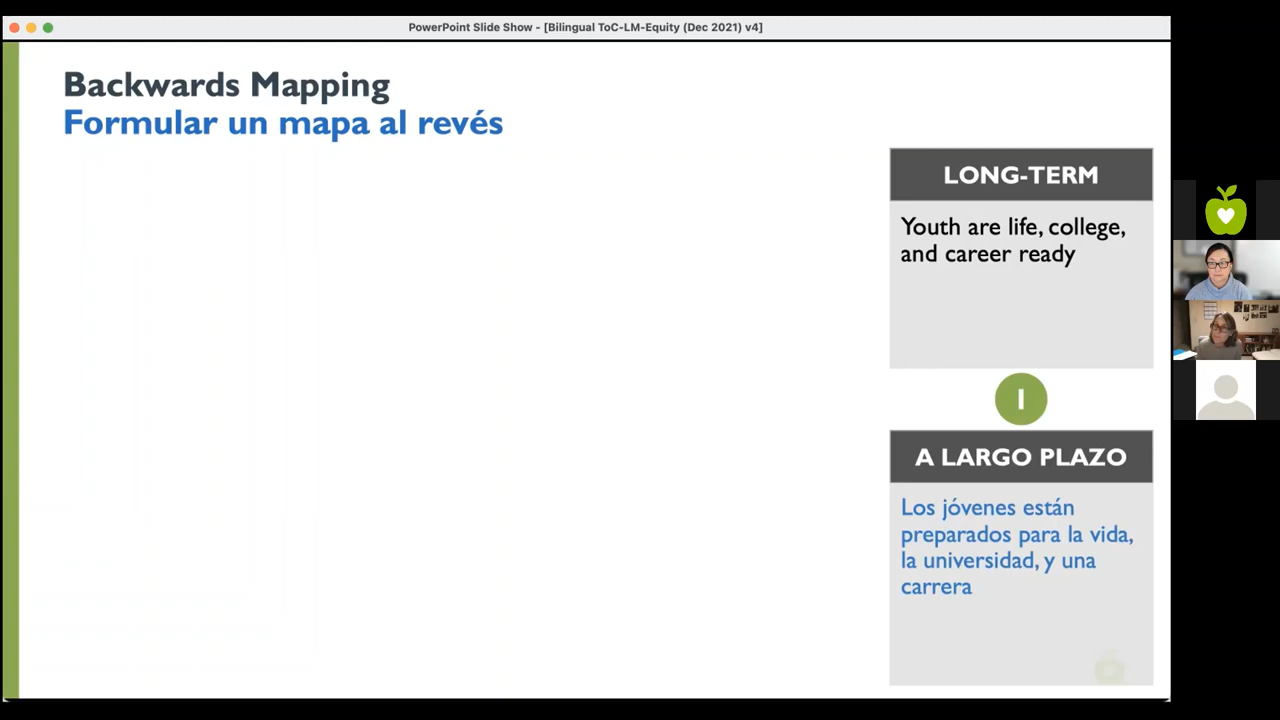 PowerPoint Slide Show - [Bilingual ToC-LM-Equity (Dec 2021) v4]
Backwards Mapping
Formular un mapa al revés
LONG-TERM
Youth are life, college,
and career ready
1
A LARGO PLAZO
Los jóvenes están
preparados para la vida,
la universidad, y una
carrera